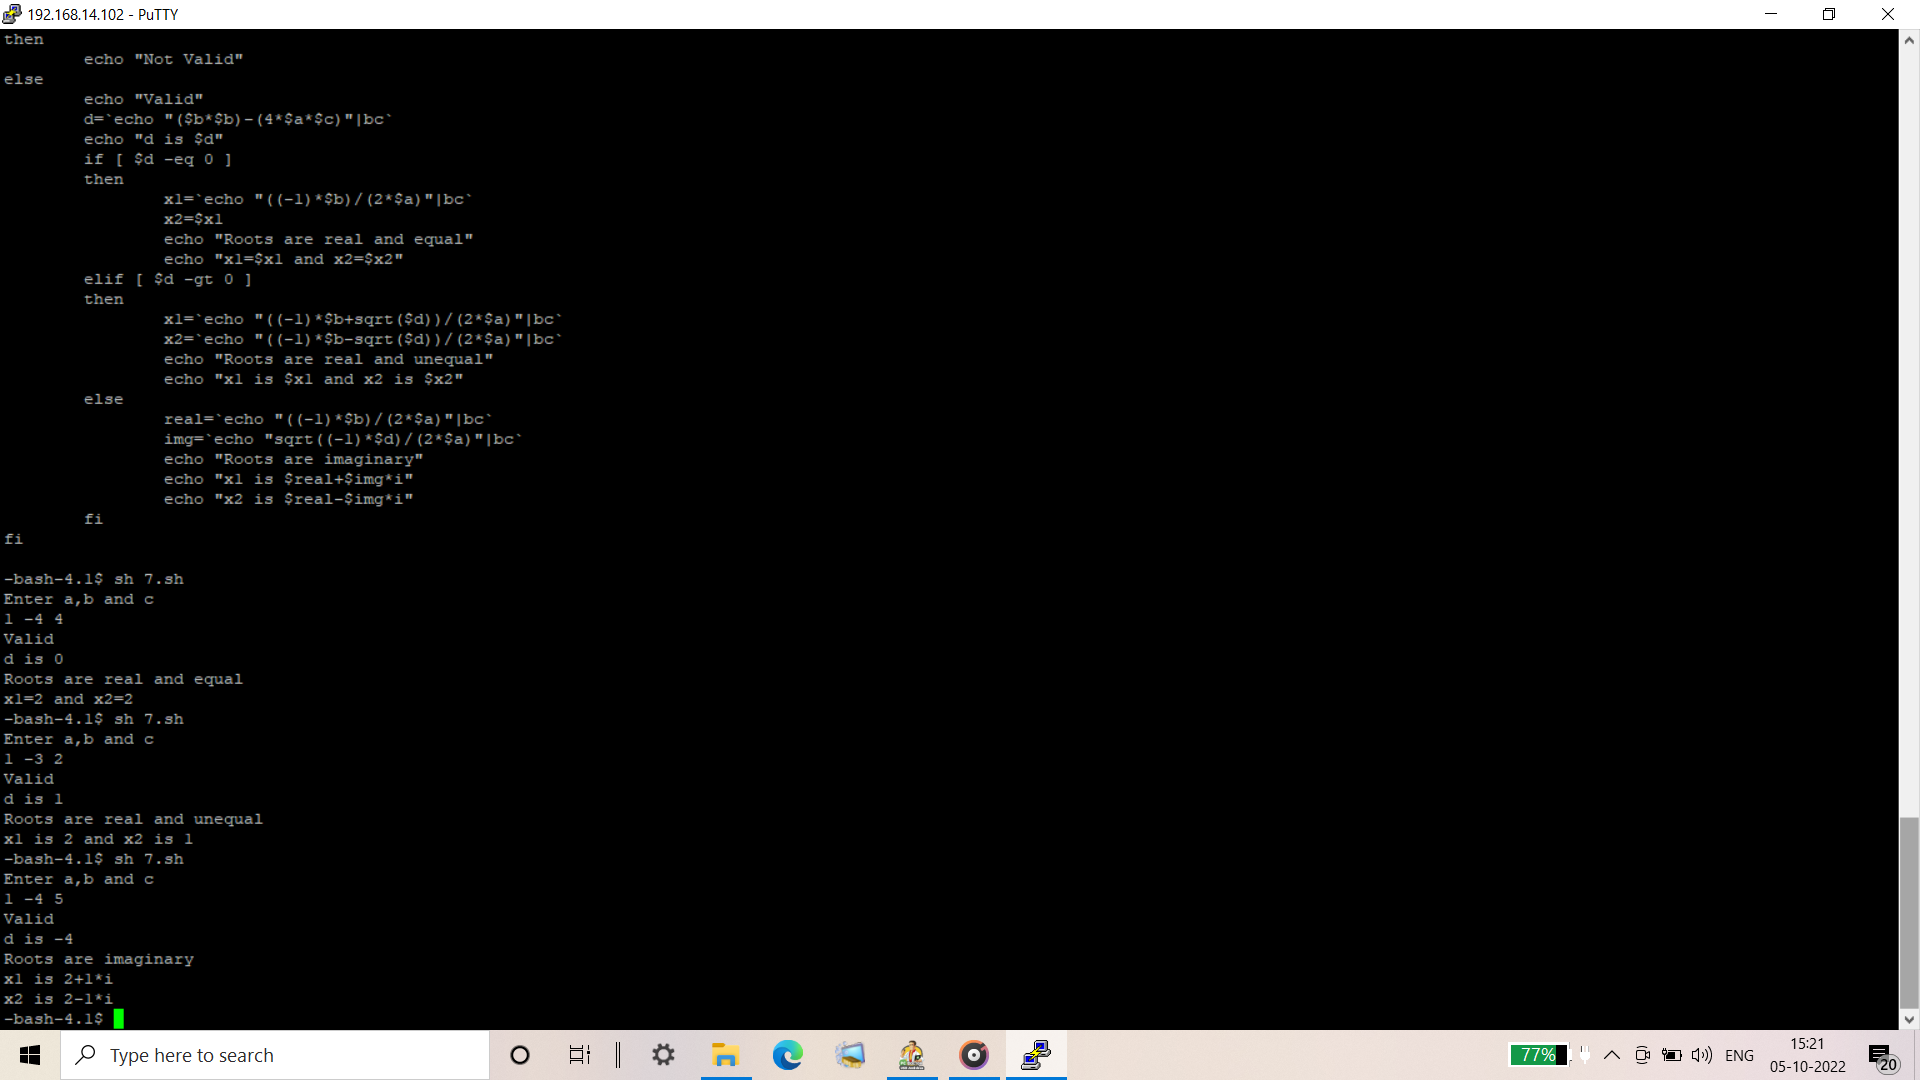 192.168.14.102 - PuTTY
then
        echo "Not Valid"
else
        echo "Valid"
        d=`echo "($b*$b)-(4*$a*$c)"|bc`
        echo "d is $d"
        if [ $d -eq 0 ]
        then
                x1=`echo "((-1)*$b)/(2*$a)"|bc`
                x2=$x1
                echo "Roots are real and equal"
                echo "x1=$x1 and x2=$x2"
        elif [ $d -gt 0 ]
        then
                x1=`echo "((-1)*$b+sqrt($d))/(2*$a)"|bc`
                x2=`echo "((-1)*$b-sqrt($d))/(2*$a)"|bc`
                echo "Roots are real and unequal"
                echo "x1 is $x1 and x2 is $x2"
        else
                real=`echo "((-1)*$b)/(2*$a)"|bc`
                img=`echo "sqrt((-1)*$d)/(2*$a)"|bc`
                echo "Roots are imaginary"
                echo "x1 is $real+$img*i"
                echo "x2 is $real-$img*i"
        fi
fi

-bash-4.1$ sh 7.sh
Enter a,b and c
1 -4 4
Valid
d is 0
Roots are real and equal
x1=2 and x2=2
-bash-4.1$ sh 7.sh
Enter a,b and c
1 -3 2
Valid
d is 1
Roots are real and unequal
x1 is 2 and x2 is 1
-bash-4.1$ sh 7.sh
Enter a,b and c
1 -4 5
Valid
d is -4
Roots are imaginary
x1 is 2+1*i
x2 is 2-1*i
-bash-4.1$
Type here to search
77%
ENG
15:21
05-10-2022
20